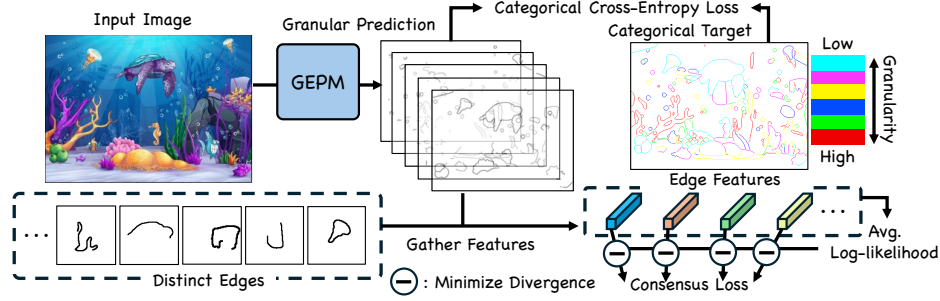 Input Image
Granular Prediction
Categorical Cross-Entropy Loss
Categorical Target
GEPM
Low
Granularity
High
Edge Features
...
Distinct Edges
Gather Features
...
Avg.
Log-likelihood
: Minimize Divergence
Consensus Loss